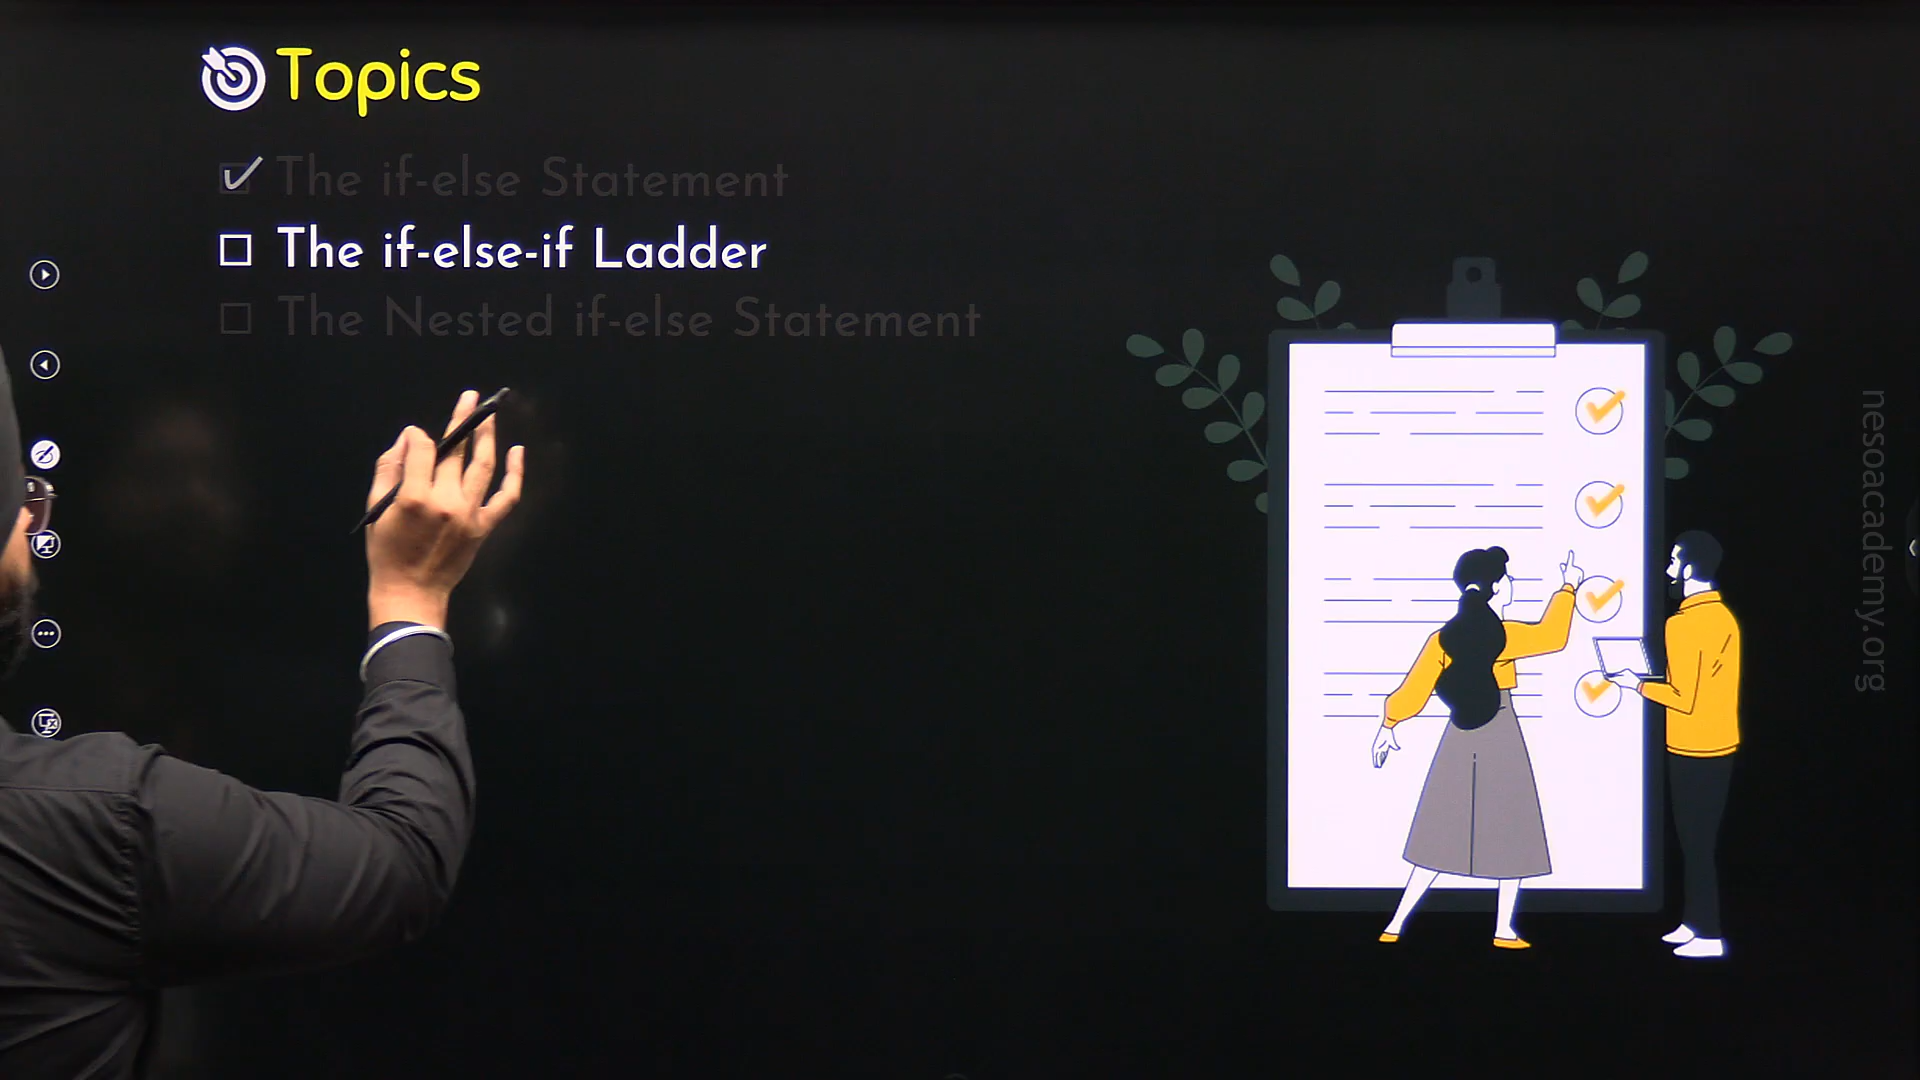 Topics
The if-else Statement
The if-else-if Ladder
The Nested if-else Statement
nesoacademy.org